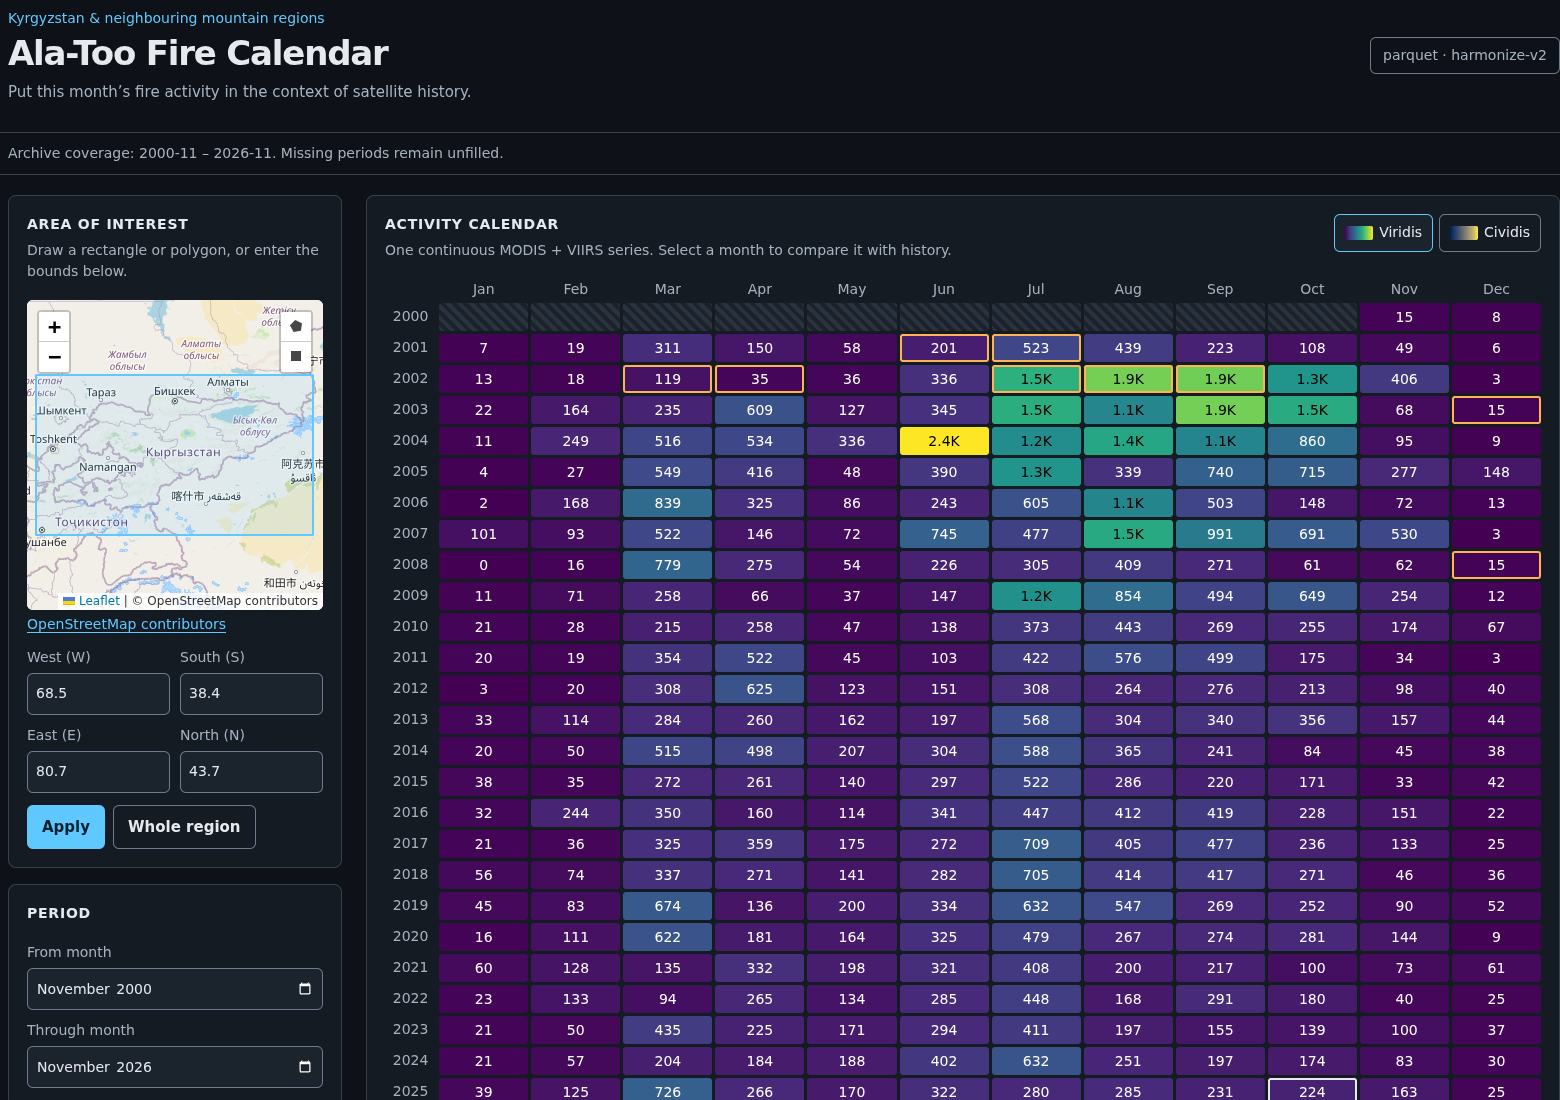 Kyrgyzstan & neighbouring mountain regions
Ala-Too Fire Calendar
parquet · harmonize-v2
Put this month’s fire activity in the context of satellite history.
Archive coverage: 2000-11 – 2026-11. Missing periods remain unfilled.
AREA OF INTEREST
Draw a rectangle or polygon, or enter the
bounds below.
+
−
Жамбыл
облысы
Алматы
облысы
Тараз
Бишкек
Алматы
Шымкент
Ысык-Көл
облусу
Toshkent
Кыргызстан
Namangan
阿克苏市
ئاقسۇ
喀什市 قەشقەر
Тоҷикистон
和田市
Leaflet | © OpenStreetMap contributors
OpenStreetMap contributors
West (W) South (S)
68.5 38.4
East (E) North (N)
80.7 43.7
Apply Whole region
PERIOD
From month
November 2000
Through month
November 2026
ACTIVITY CALENDAR
One continuous MODIS + VIIRS series. Select a month to compare it with history.
Viridis Cividis
Jan Feb Mar Apr May Jun Jul Aug Sep Oct Nov Dec
2000 15 8
2001 7 19 311 150 58 201 523 439 223 108 49 6
2002 13 18 119 35 36 336 1.5K 1.9K 1.9K 1.3K 406 3
2003 22 164 235 609 127 345 1.5K 1.1K 1.9K 1.5K 68 15
2004 11 249 516 534 336 2.4K 1.2K 1.4K 1.1K 860 95 9
2005 4 27 549 416 48 390 1.3K 339 740 715 277 148
2006 2 168 839 325 86 243 605 1.1K 503 148 72 13
2007 101 93 522 146 72 745 477 1.5K 991 691 530 3
2008 0 16 779 275 54 226 305 409 271 61 62 15
2009 11 71 258 66 37 147 1.2K 854 494 649 254 12
2010 21 28 215 258 47 138 373 443 269 255 174 67
2011 20 19 354 522 45 103 422 576 499 175 34 3
2012 3 20 308 625 123 151 308 264 276 213 98 40
2013 33 114 284 260 162 197 568 304 340 356 157 44
2014 20 50 515 498 207 304 588 365 241 84 45 38
2015 38 35 272 261 140 297 522 286 220 171 33 42
2016 32 244 350 160 114 341 447 412 419 228 151 22
2017 21 36 325 359 175 272 709 405 477 236 133 25
2018 56 74 337 271 141 282 705 414 417 271 46 36
2019 45 83 674 136 200 334 632 547 269 252 90 52
2020 16 111 622 181 164 325 479 267 274 281 144 9
2021 60 128 135 332 198 321 408 200 217 100 73 61
2022 23 133 94 265 134 285 448 168 291 180 40 25
2023 21 50 435 225 171 294 411 197 155 139 100 37
2024 21 57 204 184 188 402 632 251 197 174 83 30
2025 39 125 726 266 170 322 280 285 231 224 163 25